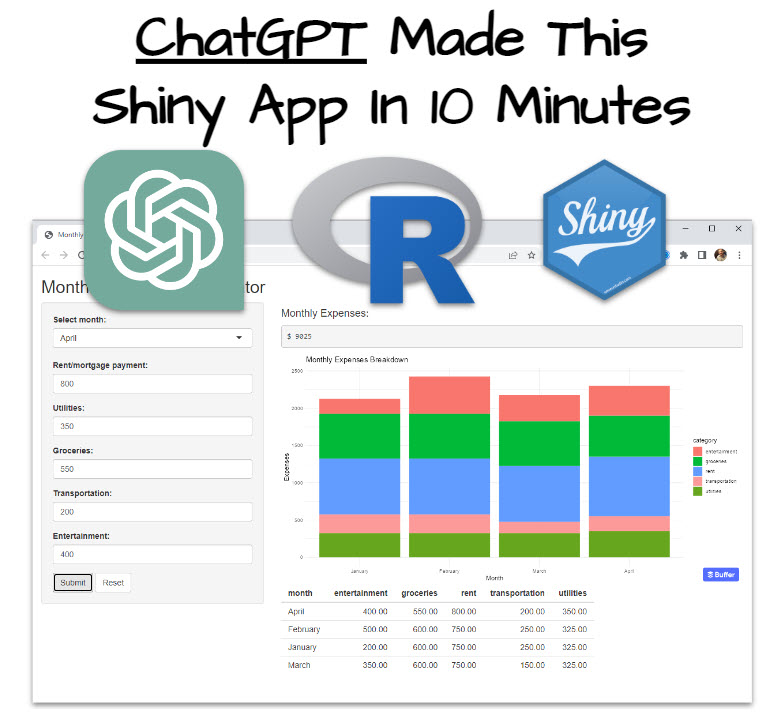 ChatGPT Made This
Shiny App In 10 Minutes
Shiny
Monthly
Month tor
Select month:
April
Rent/mortgage payment:
800
Utilities:
350
Groceries:
550
Transportation:
200
Entertainment:
400
Submit Reset
Monthly Expenses:
$ 9025
Monthly Expenses Breakdown
2500
2000
1500
1000
500
0
Expenses
January February March April
Month
category
entertainment
groceries
rent
transportation
utilities
Buffer
month entertainment groceries rent transportation utilities
April 400.00 550.00 800.00 200.00 350.00
February 500.00 600.00 750.00 250.00 325.00
January 200.00 600.00 750.00 250.00 325.00
March 350.00 600.00 750.00 150.00 325.00